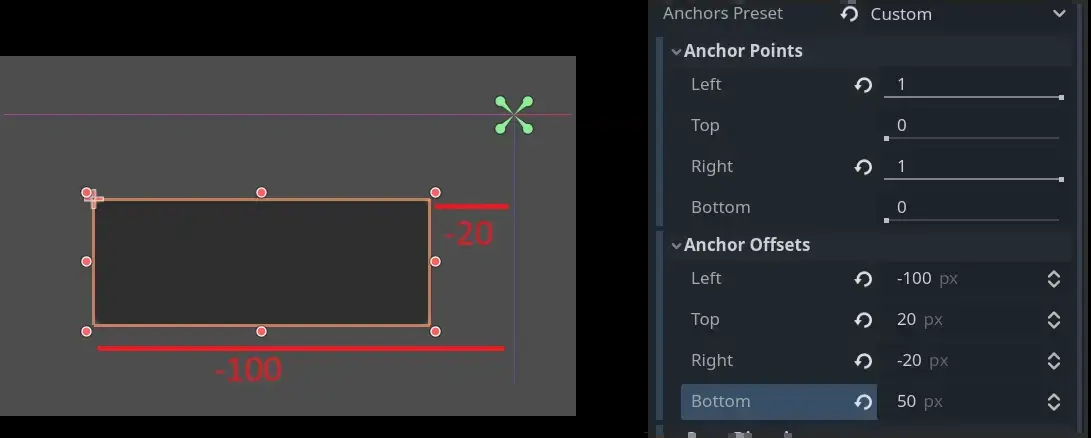 Anchors Preset Custom
Anchor Points
Left 1
Top 0
Right 1
Bottom 0
Anchor Offsets
Left -100 px
Top 20 px
Right -20 px
Bottom 50 px
-20
-100